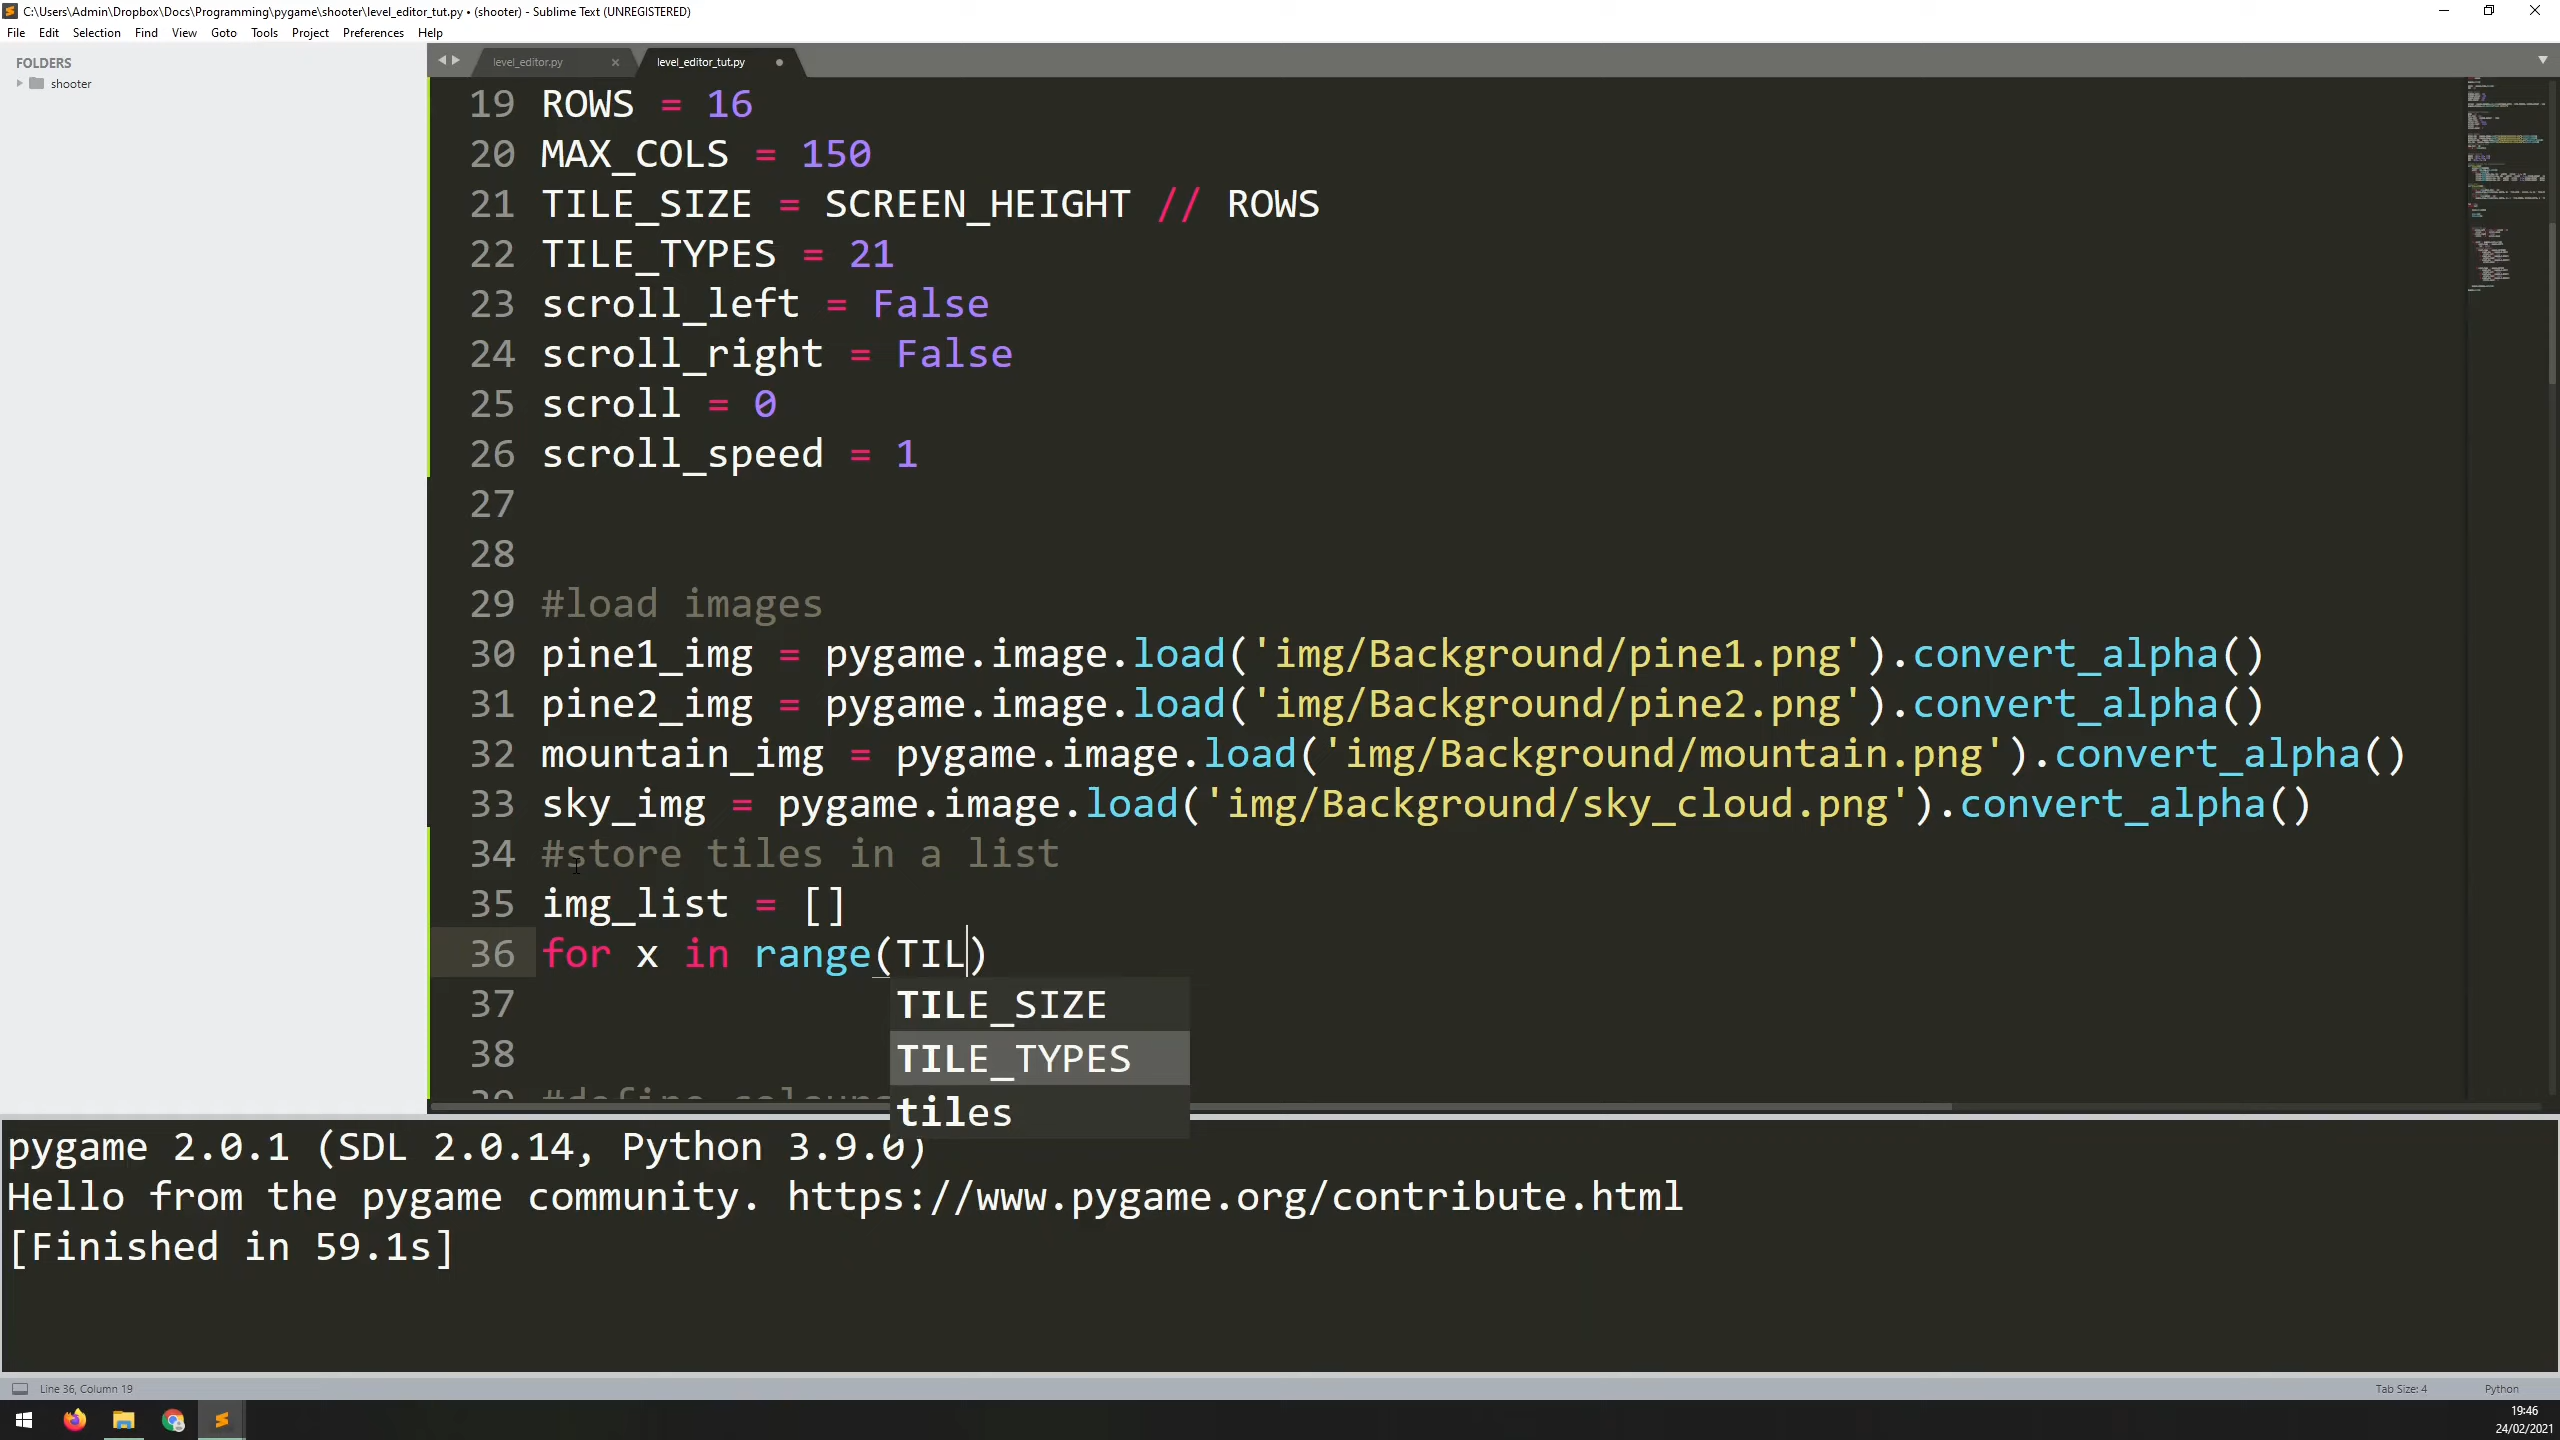 C:\Users\Admin\Dropbox\Docs\Programming\pygame\shooter\level_editor_tut.py • (shooter) - Sublime Text (UNREGISTERED)
File Edit Selection Find View Goto Tools Project Preferences Help
FOLDERS
shooter
level_editor.py
level_editor_tut.py
19 ROWS = 16
20 MAX_COLS = 150
21 TILE_SIZE = SCREEN_HEIGHT // ROWS
22 TILE_TYPES = 21
23 scroll_left = False
24 scroll_right = False
25 scroll = 0
26 scroll_speed = 1
27
28
29 #load images
30 pine1_img = pygame.image.load('img/Background/pine1.png').convert_alpha()
31 pine2_img = pygame.image.load('img/Background/pine2.png').convert_alpha()
32 mountain_img = pygame.image.load('img/Background/mountain.png').convert_alpha()
33 sky_img = pygame.image.load('img/Background/sky_cloud.png').convert_alpha()
34 #store tiles in a list
35 img_list = []
36 for x in range(TIL)
37
TILE_SIZE
38
TILE_TYPES
39 #define colours
tiles
pygame 2.0.1 (SDL 2.0.14, Python 3.9.0)
Hello from the pygame community. https://www.pygame.org/contribute.html
[Finished in 59.1s]
Line 36, Column 19
Tab Size: 4
Python
19:46
24/02/2021